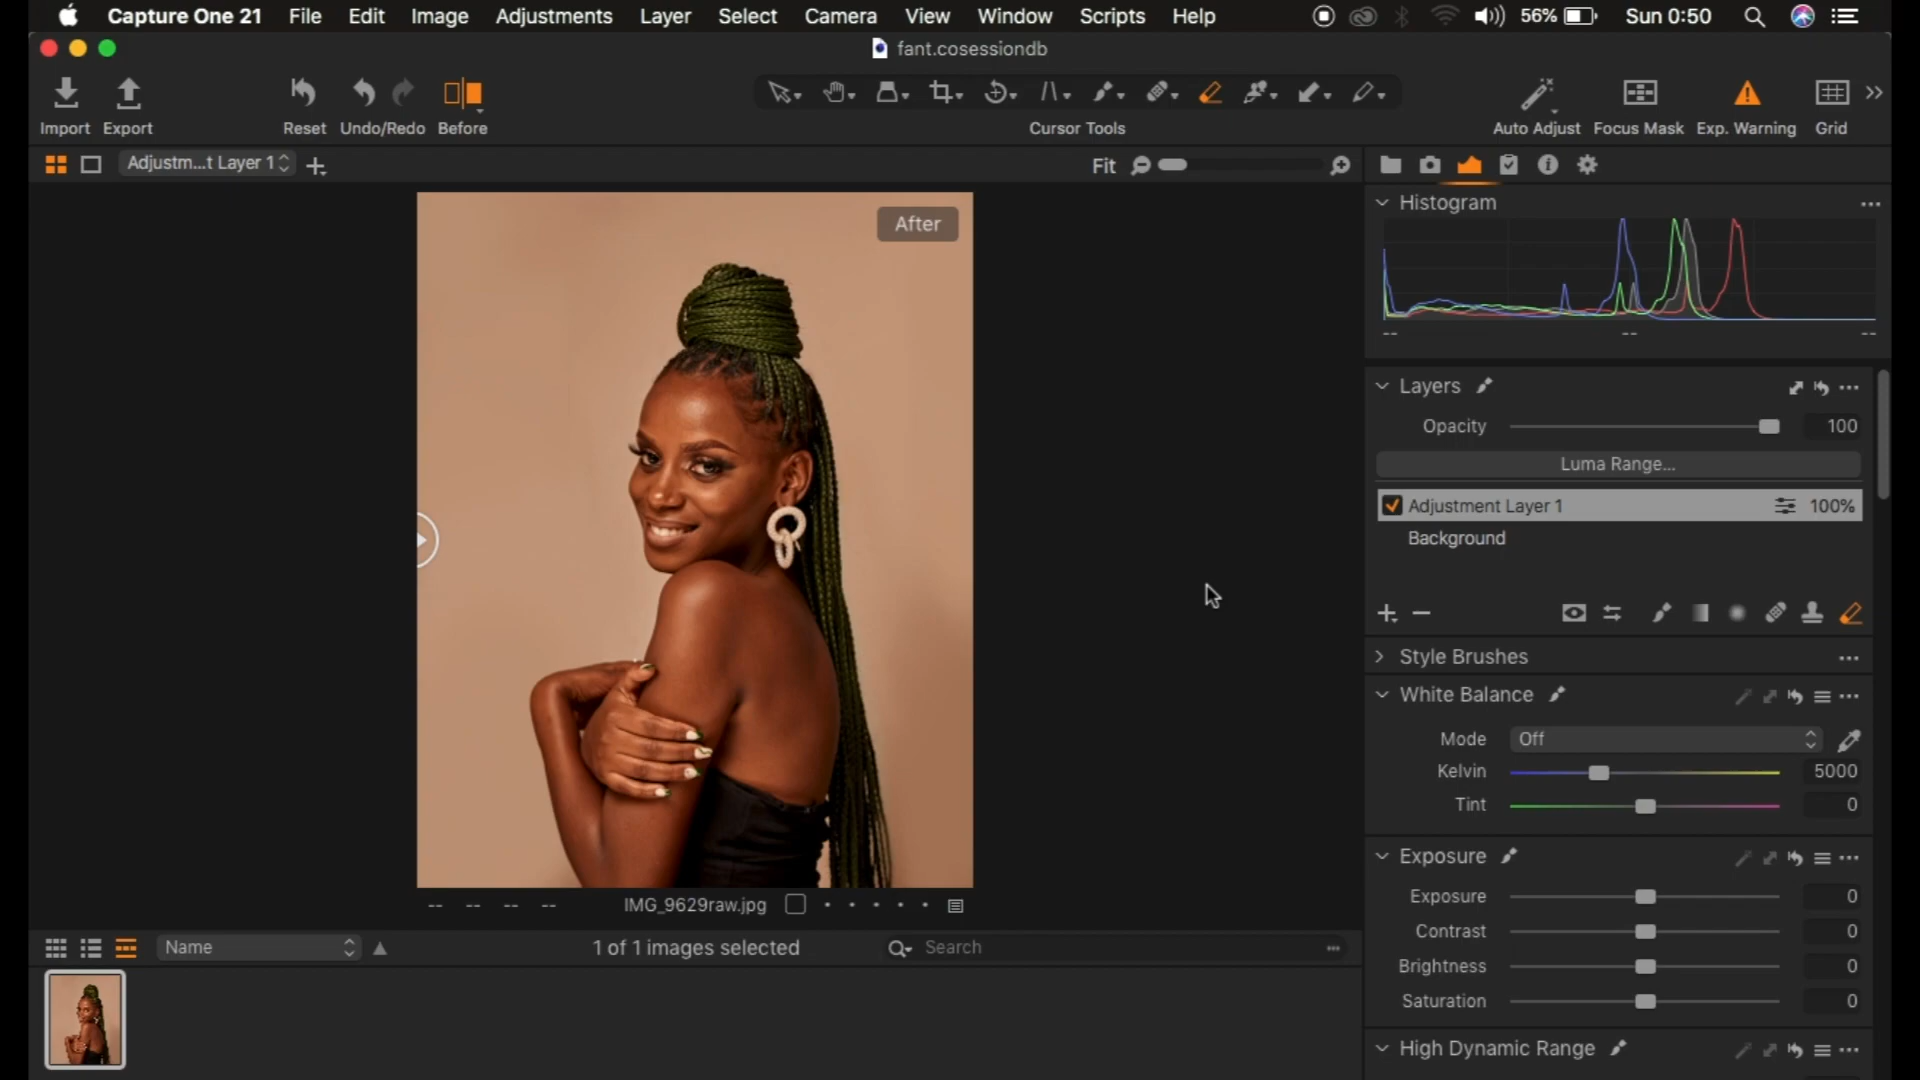 Capture One 21 File Edit Image Adjustments Layer Select Camera View Window Scripts Help 56% Sun 0:50
fant.cosessiondb
Import Export Reset Undo/Redo Before Cursor Tools Auto Adjust Focus Mask Exp. Warning Grid
Adjustm...t Layer 1 Fit
After
Histogram
-- -- --
Layers
Opacity 100
Luma Range...
Adjustment Layer 1 100%
Background
Style Brushes
White Balance
Mode Off
Kelvin 5000
Tint 0
Exposure
Exposure 0
Contrast 0
Brightness 0
Saturation 0
High Dynamic Range
-- -- -- -- IMG_9629raw.jpg
Name 1 of 1 images selected Search